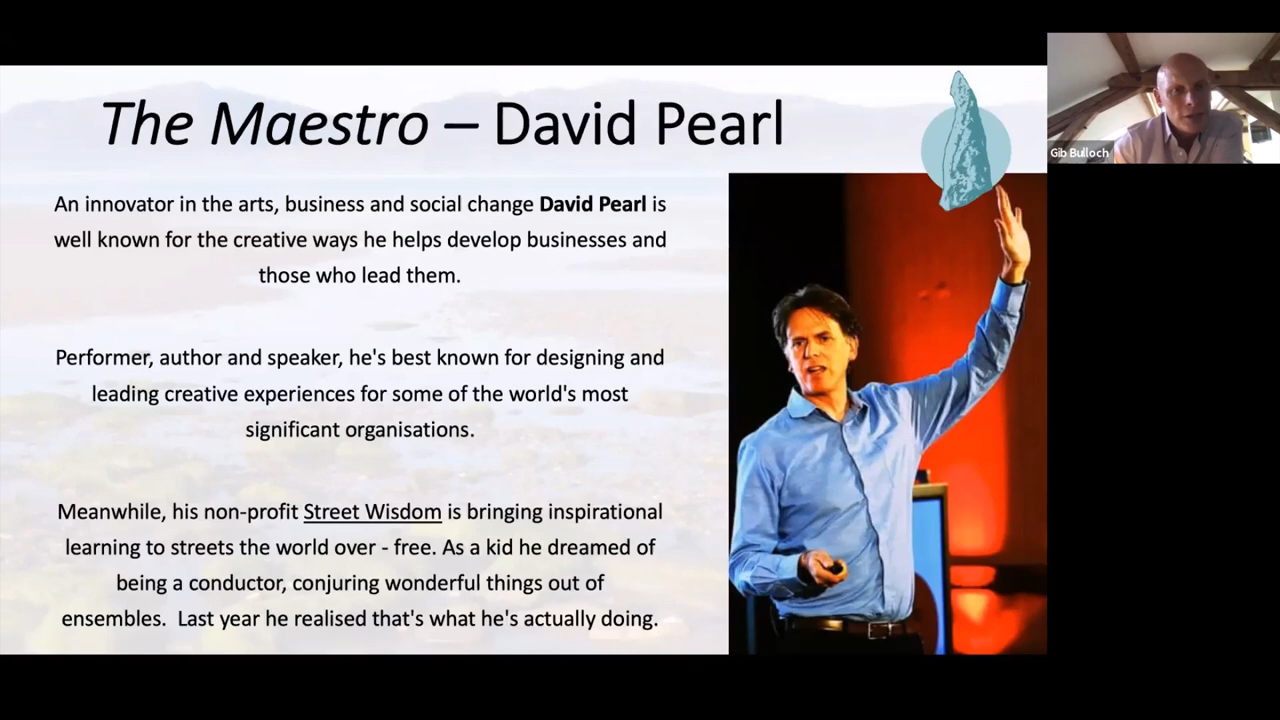 The Maestro – David Pearl
Gib Bulloch
An innovator in the arts, business and social change David Pearl is
well known for the creative ways he helps develop businesses and
those who lead them.
Performer, author and speaker, he's best known for designing and
leading creative experiences for some of the world's most
significant organisations.
Meanwhile, his non-profit Street Wisdom is bringing inspirational
learning to streets the world over - free. As a kid he dreamed of
being a conductor, conjuring wonderful things out of
ensembles.  Last year he realised that's what he's actually doing.